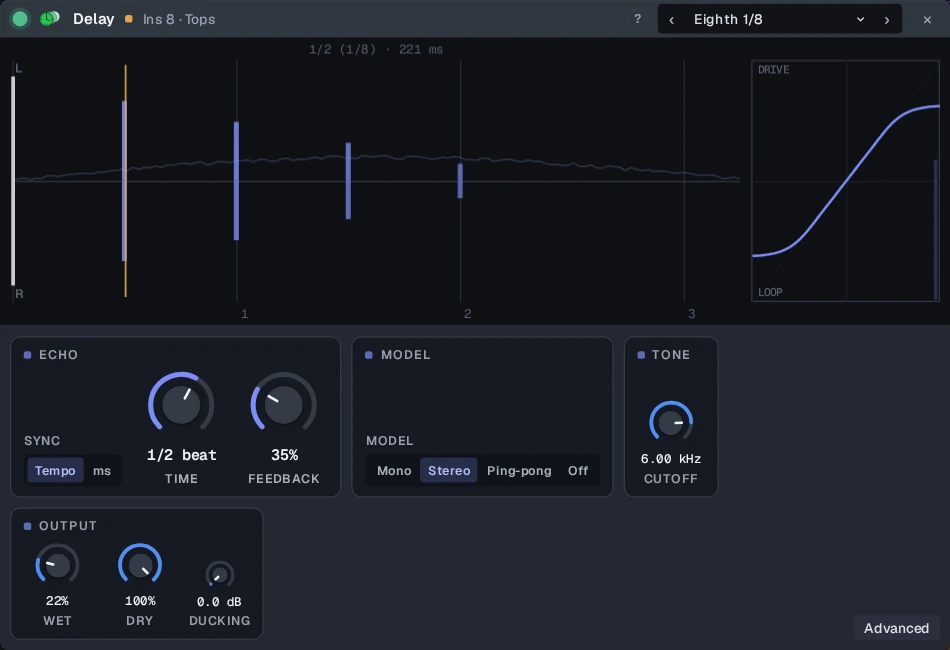 Delay Ins 8 · Tops ? ‹ Eighth 1/8 › ×
1/2 (1/8) · 221 ms
L
DRIVE
R
LOOP
1 2 3
ECHO
SYNC
Tempo ms
1/2 beat
TIME
35%
FEEDBACK
MODEL
MODEL
Mono Stereo Ping-pong Off
TONE
6.00 kHz
CUTOFF
OUTPUT
22% 100% 0.0 dB
WET DRY DUCKING
Advanced